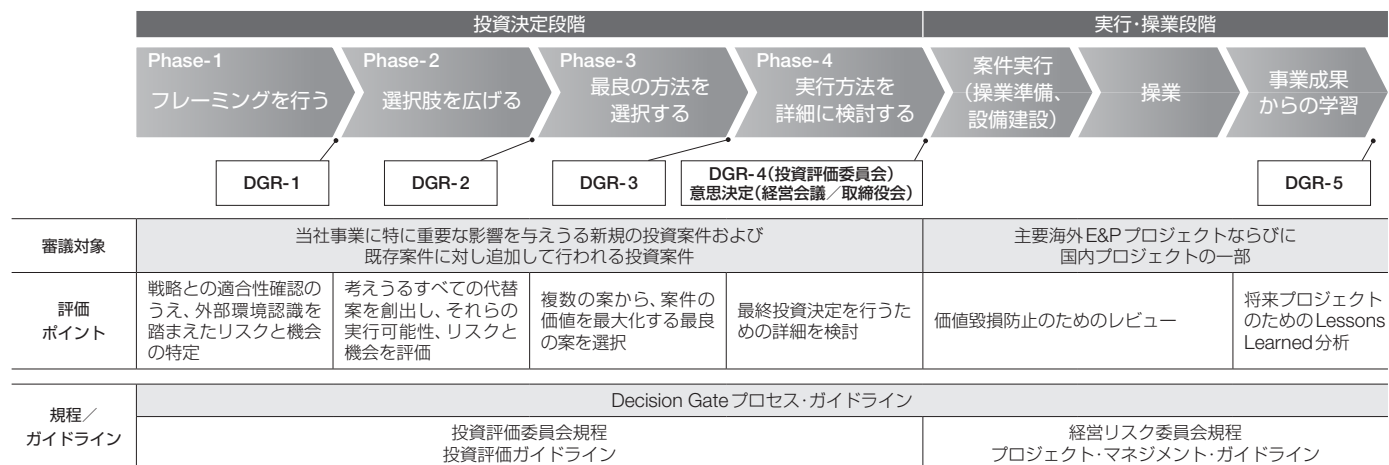 投資決定段階
実行・操業段階
Phase-1
フレーミングを行う
Phase-2
選択肢を広げる
Phase-3
最良の方法を
選択する
Phase-4
実行方法を
詳細に検討する
案件実行
(操業準備、
設備建設)
操業
事業成果
からの学習
DGR-1
DGR-2
DGR-3
DGR-4(投資評価委員会)
意思決定(経営会議／取締役会)
DGR-5
審議対象
当社事業に特に重要な影響を与えうる新規の投資案件および
既存案件に対し追加して行われる投資案件
主要海外E&Pプロジェクトならびに
国内プロジェクトの一部
評価
ポイント
戦略との適合性確認の
うえ、外部環境認識を
踏まえたリスクと機会
の特定
考えうるすべての代替
案を創出し、それらの
実行可能性、リスクと
機会を評価
複数の案から、案件の
価値を最大化する最良
の案を選択
最終投資決定を行うた
めの詳細を検討
価値毀損防止のためのレビュー
将来プロジェクト
のためのLessons
Learned分析
規程／
ガイドライン
Decision Gateプロセス・ガイドライン
投資評価委員会規程
投資評価ガイドライン
経営リスク委員会規程
プロジェクト・マネジメント・ガイドライン